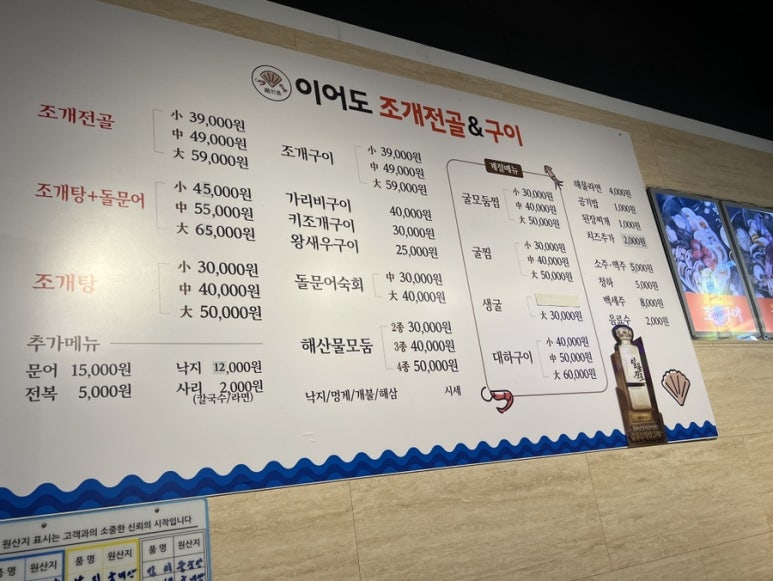 이어도 조개전골&구이
조개전골
小 39,000원
中 49,000원
大 59,000원
조개탕+돌문어
小 45,000원
中 55,000원
大 65,000원
조개탕
小 30,000원
中 40,000원
大 50,000원
추가메뉴
문어 15,000원
낙지 12,000원
전복 5,000원
사리 2,000원
(칼국수/라면)
조개구이
小 39,000원
中 49,000원
大 59,000원
가리비구이 40,000원
키조개구이 30,000원
왕새우구이 25,000원
돌문어숙회
中 30,000원
大 40,000원
해산물모둠
2종 30,000원
3종 40,000원
4종 50,000원
낙지/멍게/개불/해삼 시세
계절메뉴
굴모둠찜
小 30,000원
中 40,000원
大 50,000원
굴찜
小 30,000원
中 40,000원
大 50,000원
생굴
大 30,000원
대하구이
小 40,000원
中 50,000원
大 60,000원
해물라면 4,000원
공기밥 1,000원
된장찌개 1,000원
치즈추가 2,000원
소주·맥주 5,000원
청하 5,000원
백세주 8,000원
음료수 2,000원
원산지 표시는 고객과의 소중한 신뢰의 시작입니다
품 명 원산지 품 명 원산지